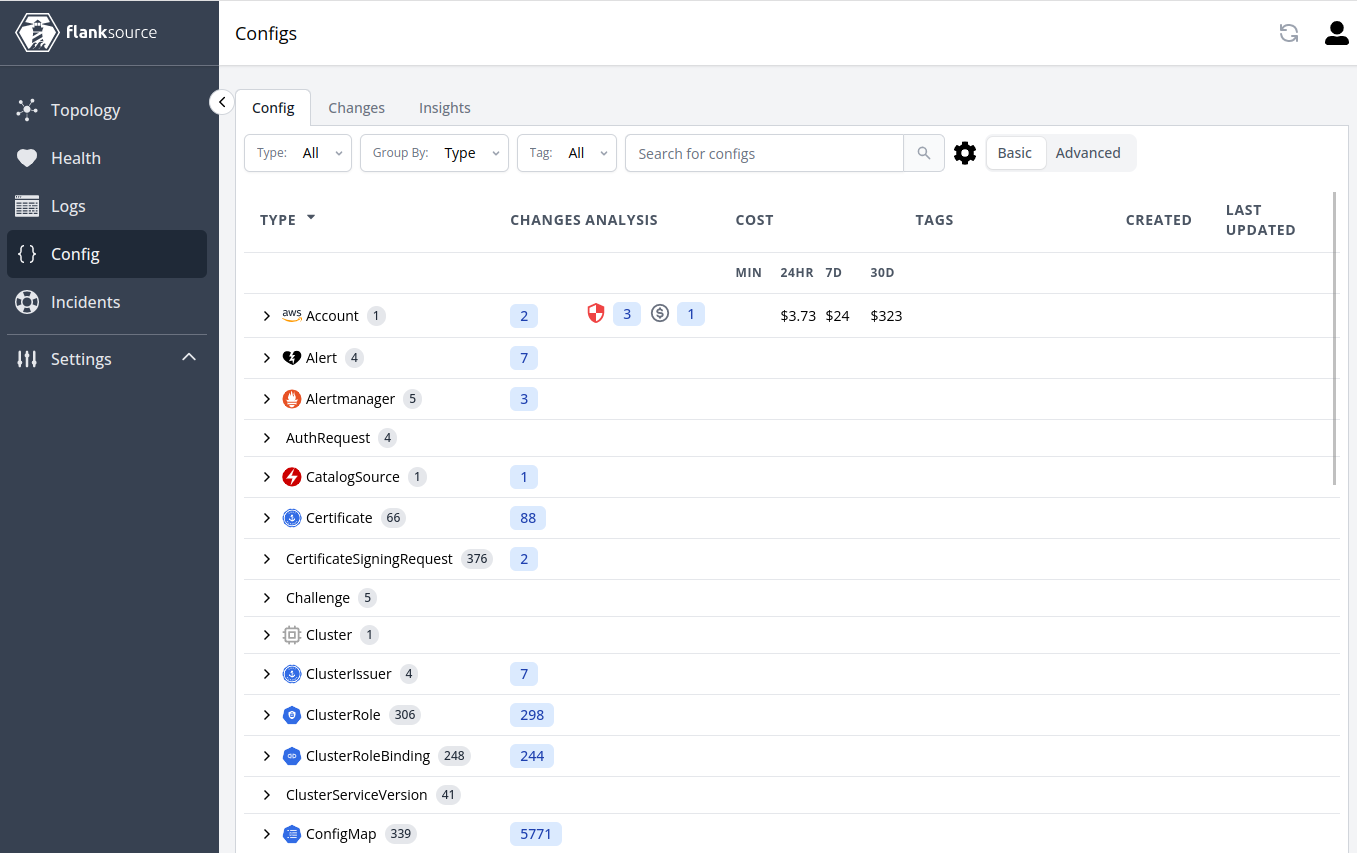 flanksource
Configs
Topology
Health
Logs
Config
Incidents
Settings
Config Changes Insights
Type: All Group By: Type Tag: All Search for configs Basic Advanced
TYPE CHANGES ANALYSIS COST TAGS CREATED LAST UPDATED
MIN 24HR 7D 30D
aws Account 1 2 3 $ 1 $3.73 $24 $323
Alert 4 7
Alertmanager 5 3
AuthRequest 4
CatalogSource 1 1
Certificate 66 88
CertificateSigningRequest 376 2
Challenge 5
Cluster 1
ClusterIssuer 4 7
ClusterRole 306 298
ClusterRoleBinding 248 244
ClusterServiceVersion 41
ConfigMap 339 5771